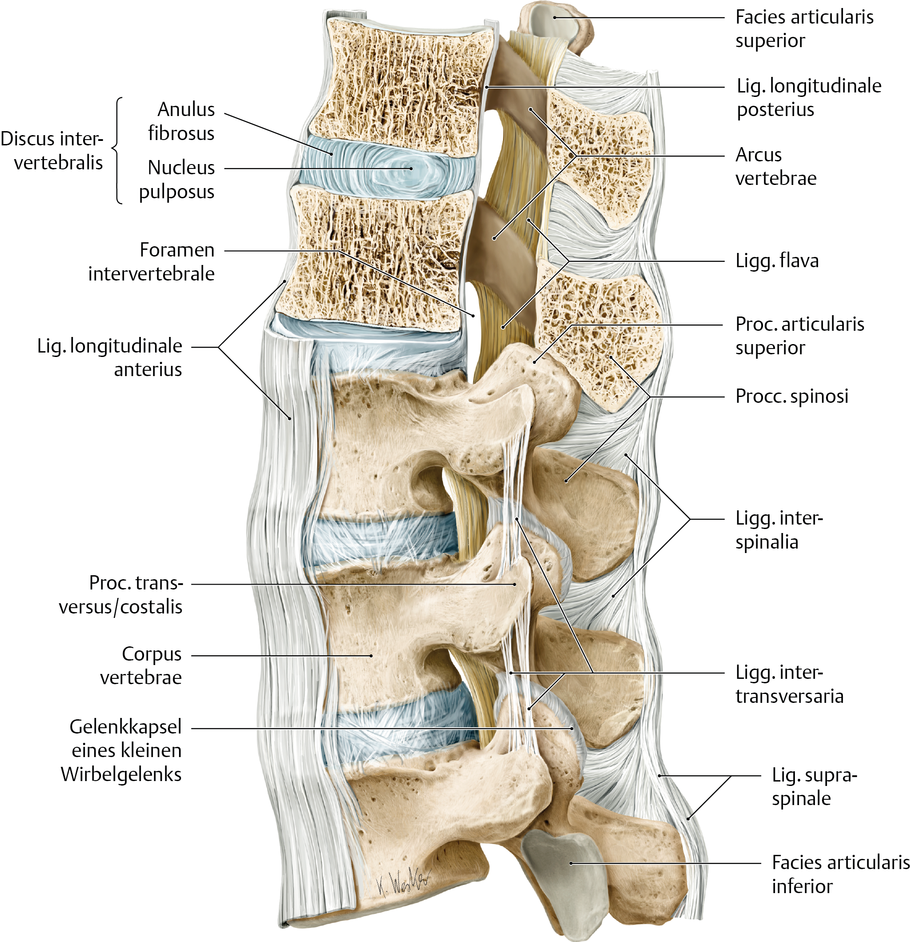 Facies articularis
superior
Lig. longitudinale
posterius
Anulus
fibrosus
Discus inter-
vertebralis
Nucleus
pulposus
Arcus
vertebrae
Foramen
intervertebrale
Ligg. flava
Lig. longitudinale
anterius
Proc. articularis
superior
Procc. spinosi
Ligg. inter-
spinalia
Proc. trans-
versus/costalis
Corpus
vertebrae
Ligg. inter-
transversaria
Gelenkkapsel
eines kleinen
Wirbelgelenks
Lig. supra-
spinale
Facies articularis
inferior